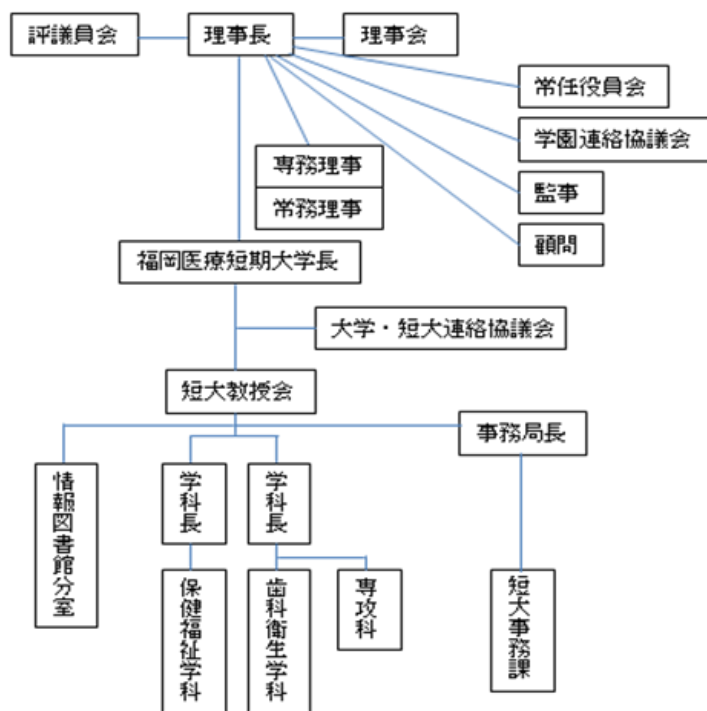 評議員会
理事長
理事会
常任役員会
学園連絡協議会
専務理事
常務理事
監事
顧問
福岡医療短期大学長
大学・短大連絡協議会
短大教授会
事務局長
情報図書館分室
学科長
学科長
保健福祉学科
歯科衛生学科
専攻科
短大事務課